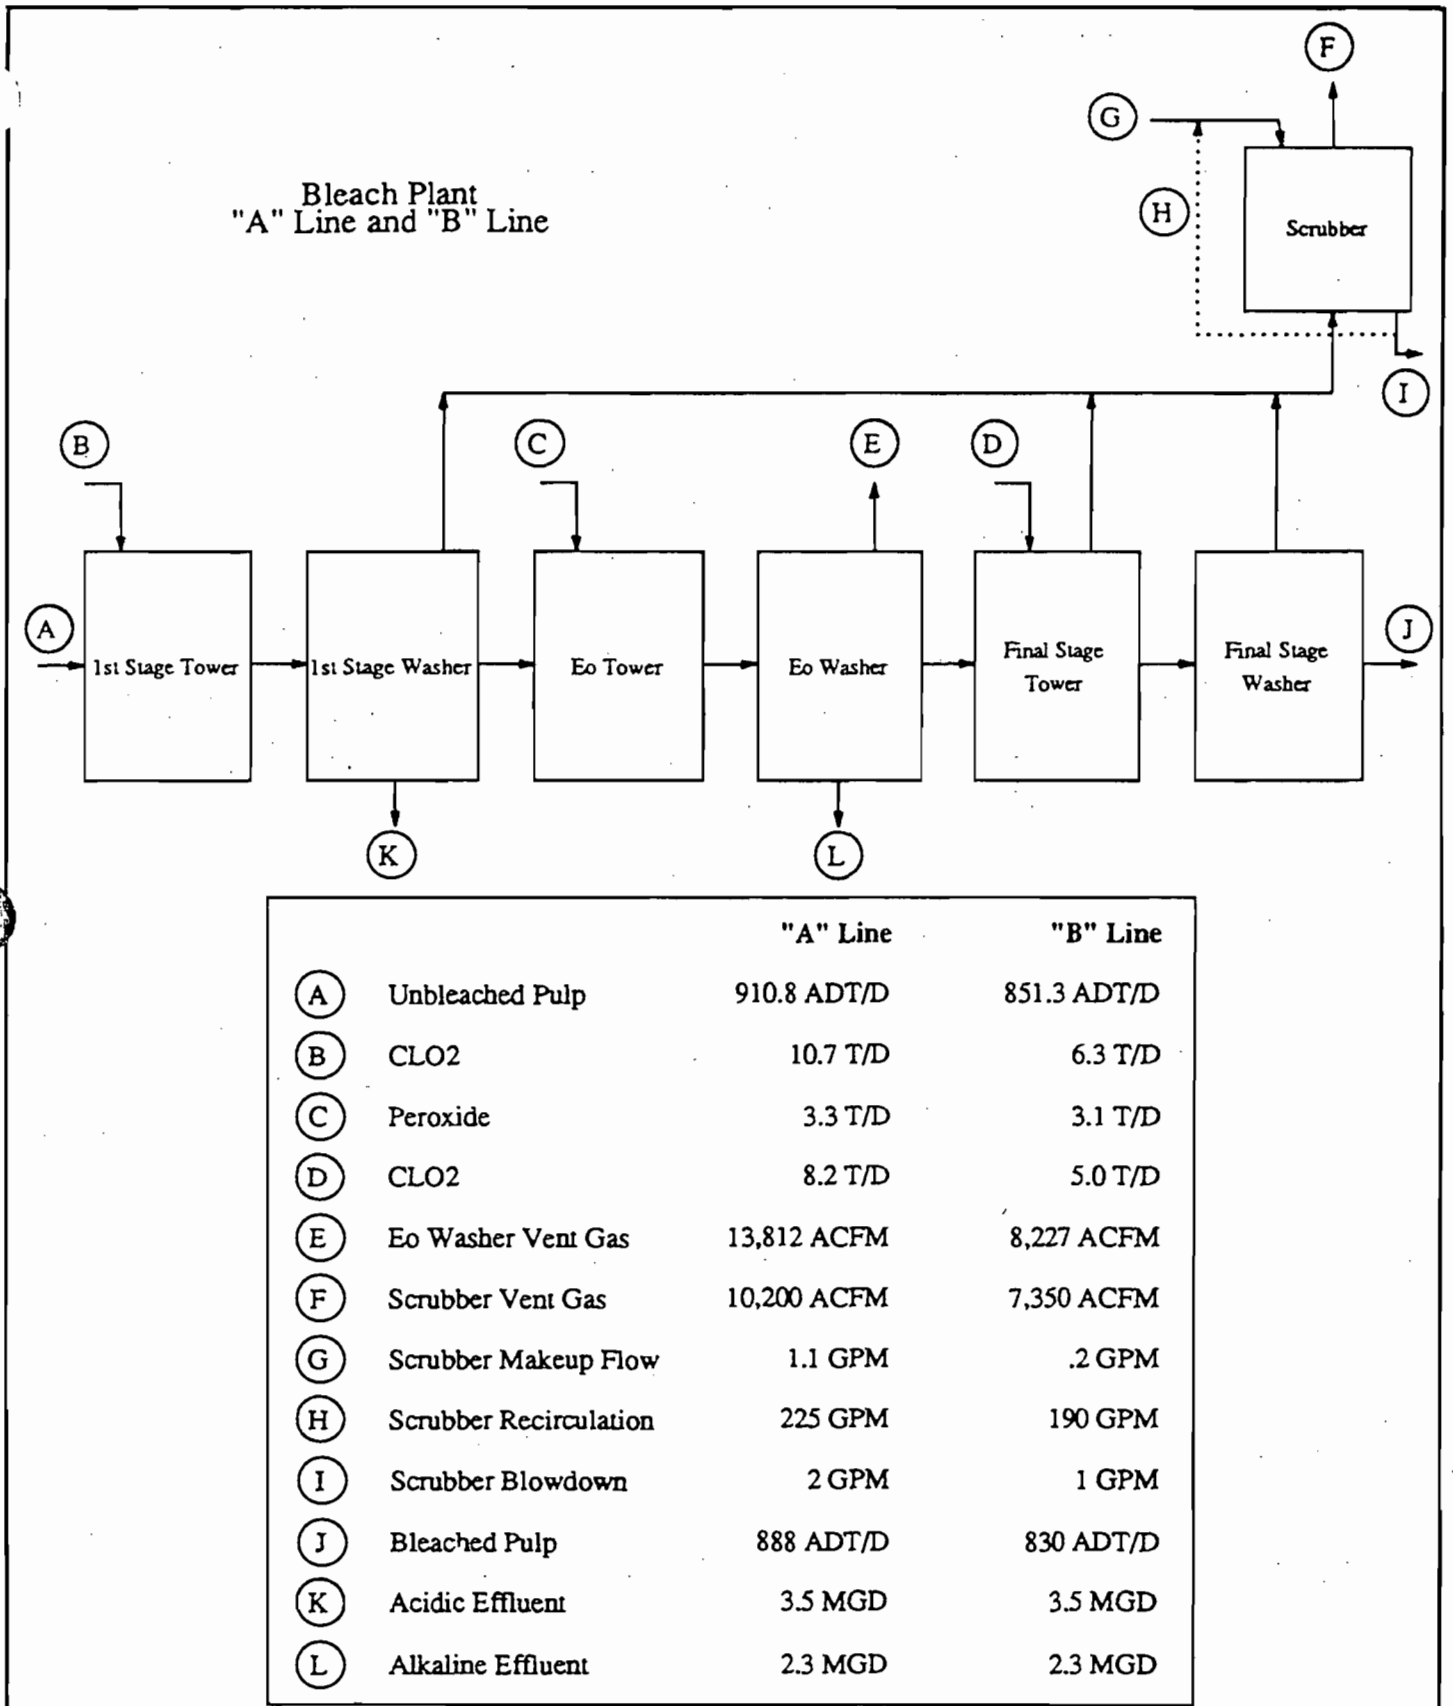 F
G
Bleach Plant
"A" Line and "B" Line
H
Scrubber
I
B
C
E
D
A
J
1st Stage Tower
1st Stage Washer
Eo Tower
Eo Washer
Final Stage
Tower
Final Stage
Washer
K
L
"A" Line "B" Line
A Unbleached Pulp 910.8 ADT/D 851.3 ADT/D
B CLO2 10.7 T/D 6.3 T/D
C Peroxide 3.3 T/D 3.1 T/D
D CLO2 8.2 T/D 5.0 T/D
E Eo Washer Vent Gas 13,812 ACFM 8,227 ACFM
F Scrubber Vent Gas 10,200 ACFM 7,350 ACFM
G Scrubber Makeup Flow 1.1 GPM .2 GPM
H Scrubber Recirculation 225 GPM 190 GPM
I Scrubber Blowdown 2 GPM 1 GPM
J Bleached Pulp 888 ADT/D 830 ADT/D
K Acidic Effluent 3.5 MGD 3.5 MGD
L Alkaline Effluent 2.3 MGD 2.3 MGD